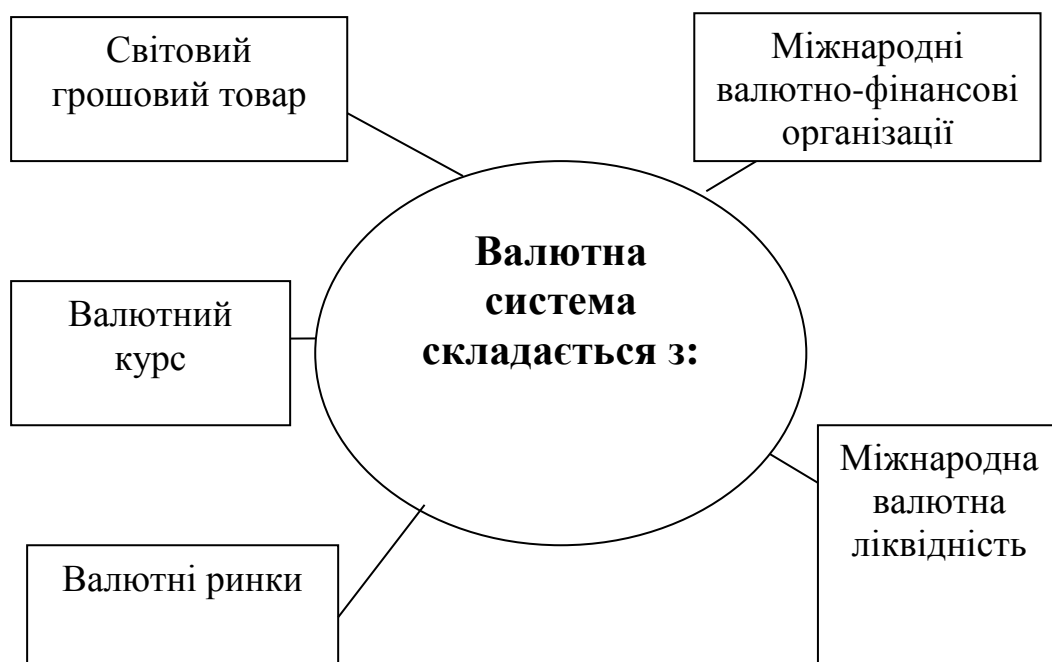 Світовий
грошовий товар
Міжнародні
валютно-фінансові
організації
Валютна
система
складається з:
Валютний
курс
Міжнародна
валютна
ліквідність
Валютні ринки